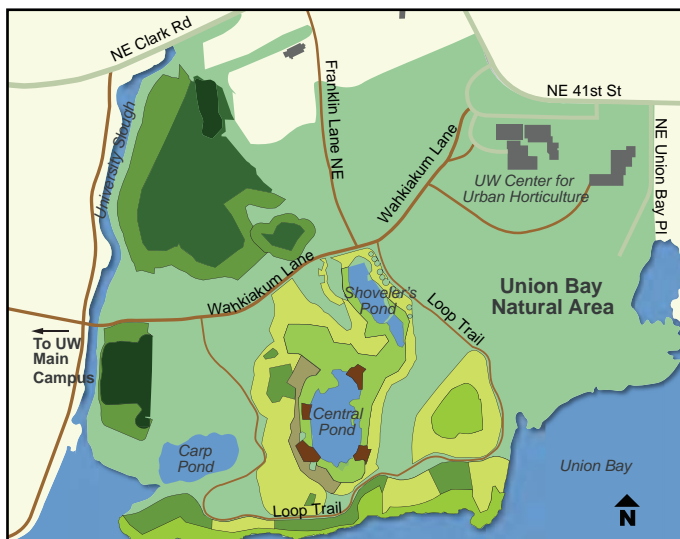 NE Clark Rd
NE 41st St
Franklin Lane NE
University Slough
Wahkiakum Lane
UW Center for
Urban Horticulture
NE Union Bay Pl
Wahkiakum Lane
Shoveler's
Pond
Union Bay
Natural Area
Loop Trail
To UW
Main
Campus
Central
Pond
Carp
Pond
Union Bay
Loop Trail
N